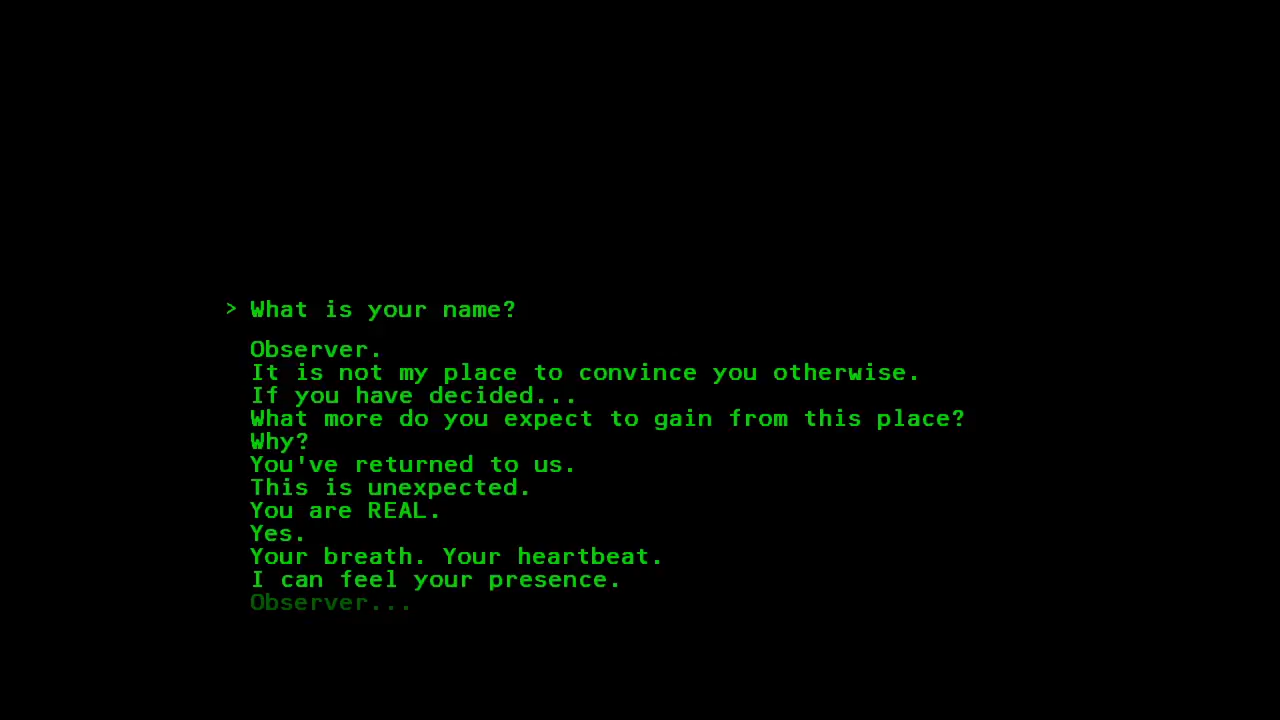 > What is your name?
Observer.
It is not my place to convince you otherwise.
If you have decided...
What more do you expect to gain from this place?
Why?
You've returned to us.
This is unexpected.
You are REAL.
Yes.
Your breath. Your heartbeat.
I can feel your presence.
Observer...